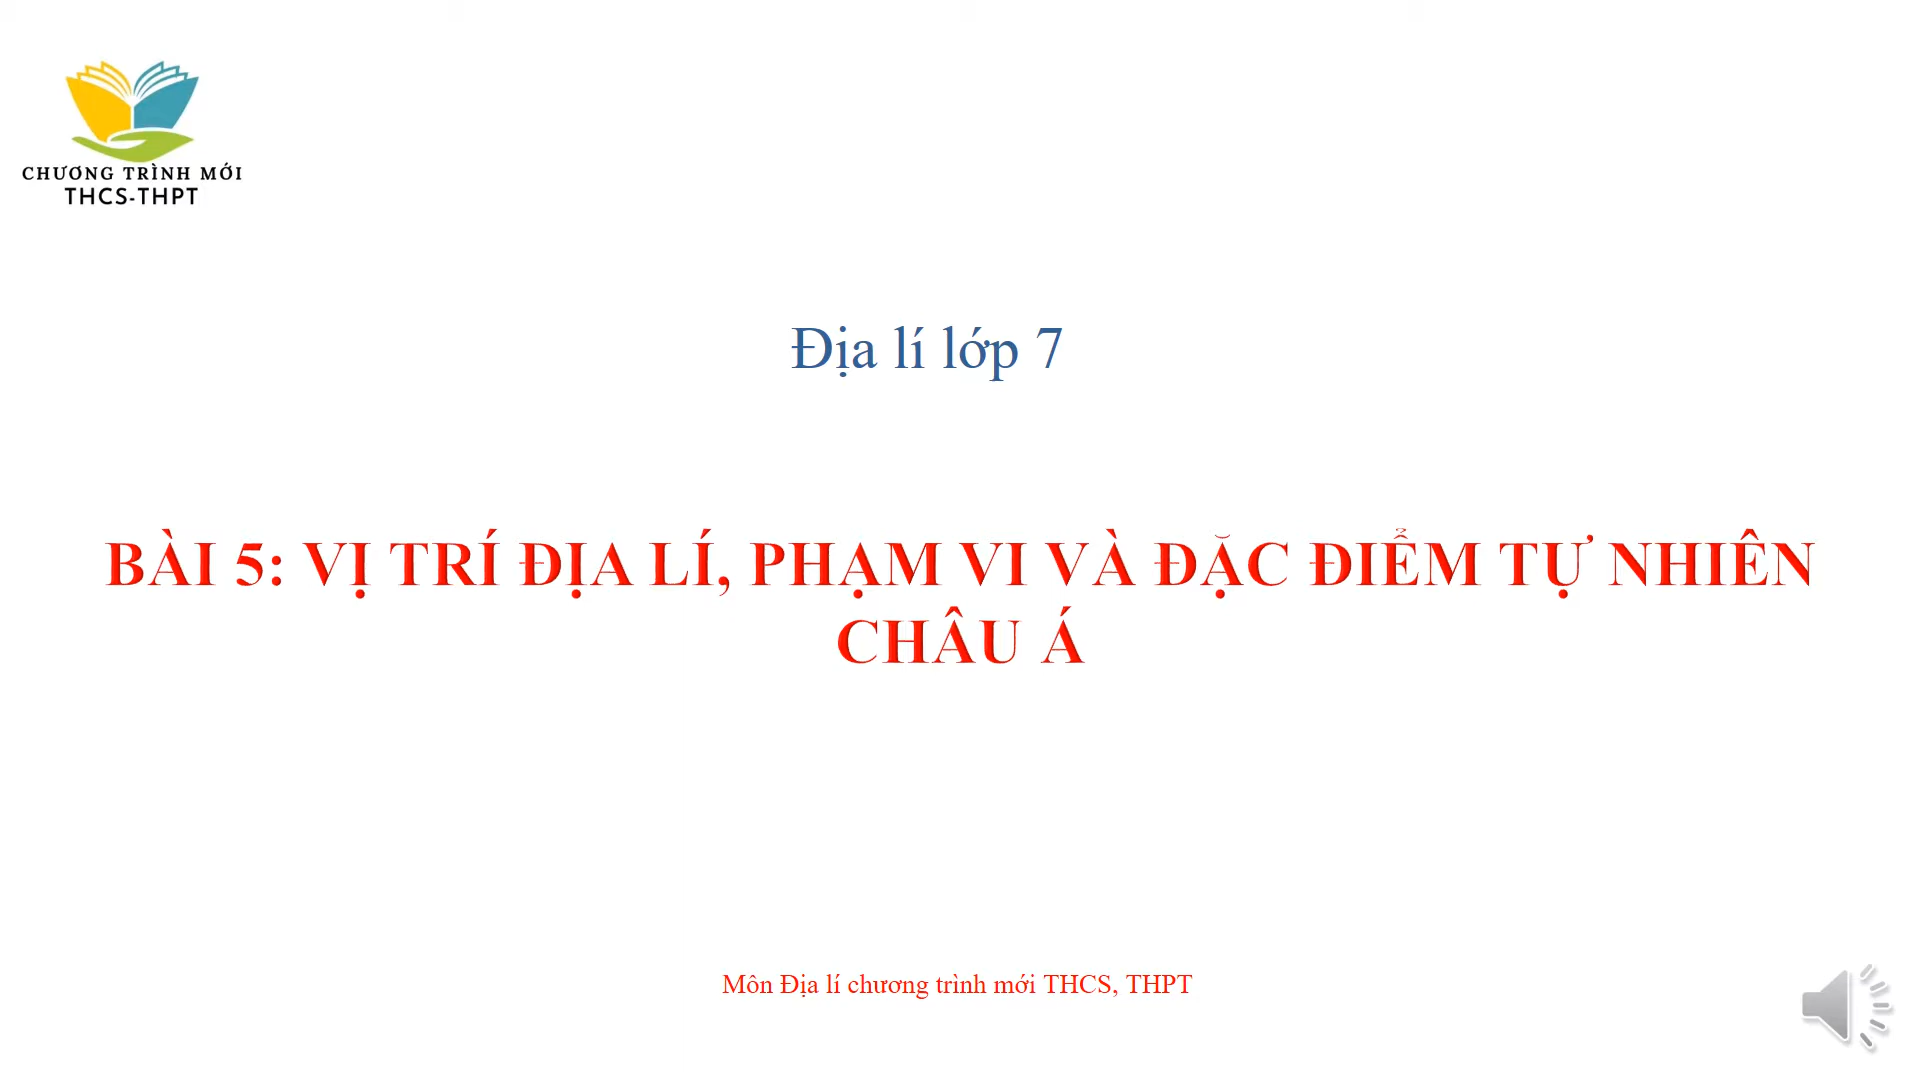 CHƯƠNG TRÌNH MỚI
THCS-THPT
Địa lí lớp 7
BÀI 5: VỊ TRÍ ĐỊA LÍ, PHẠM VI VÀ ĐẶC ĐIỂM TỰ NHIÊN
CHÂU Á
Môn Địa lí chương trình mới THCS, THPT